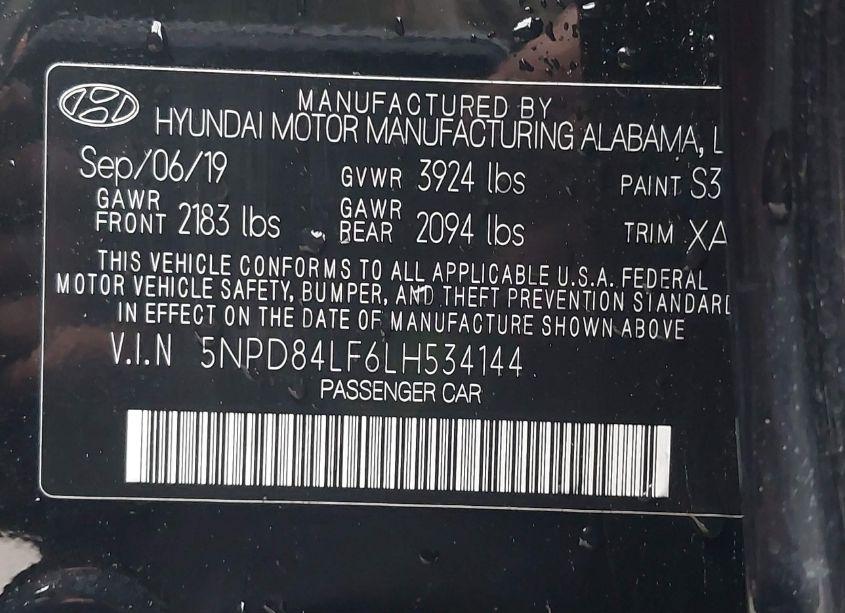 MANUFACTURED BY
HYUNDAI MOTOR MANUFACTURING ALABAMA, L
Sep/06/19 GVWR 3924 lbs PAINT S3
GAWR FRONT 2183 lbs GAWR REAR 2094 lbs TRIM XA
THIS VEHICLE CONFORMS TO ALL APPLICABLE U.S.A. FEDERAL
MOTOR VEHICLE SAFETY, BUMPER, AND THEFT PREVENTION STANDARD
IN EFFECT ON THE DATE OF MANUFACTURE SHOWN ABOVE
V.I.N 5NPD84LF6LH534144
PASSENGER CAR